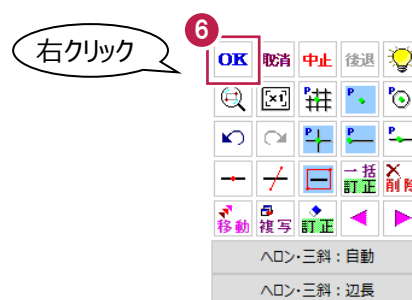 右クリック
6
OK 取消 中止 後退
[×1] P P P
P P P
一括訂正 削除
移動 複写 訂正
ヘロン・三斜：自動
ヘロン・三斜：辺長